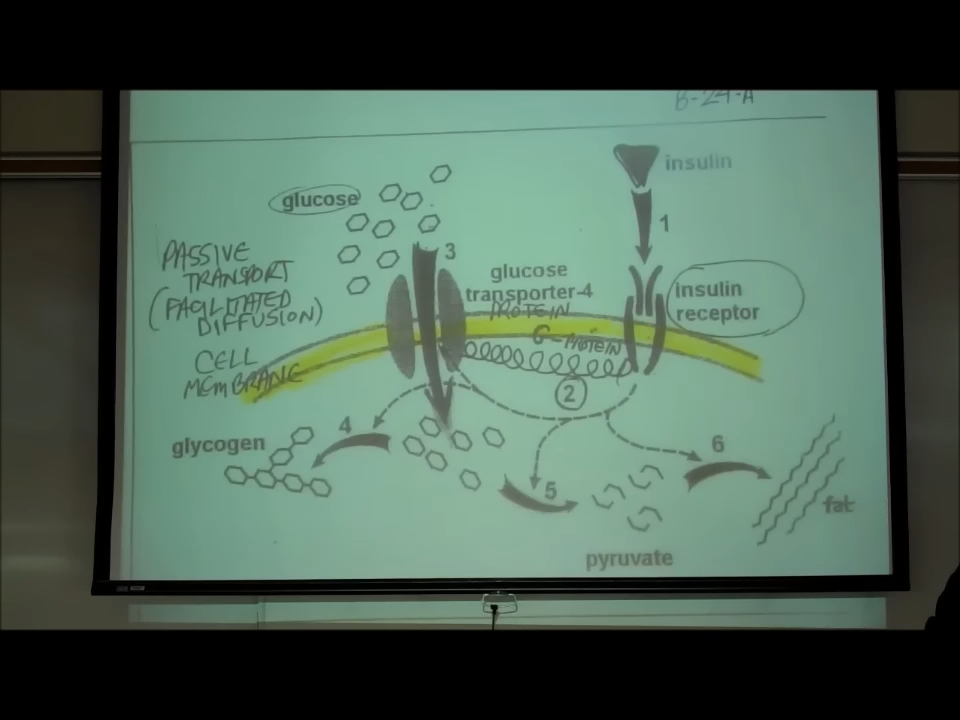 B-24-A
insulin
1
glucose
3
PASSIVE
TRANSPORT
(FACILITATED
DIFFUSION)
glucose
transporter-4
PROTEIN
insulin
receptor
G-PROTEIN
CELL
MEMBRANE
2
4
glycogen
5
6
fat
pyruvate